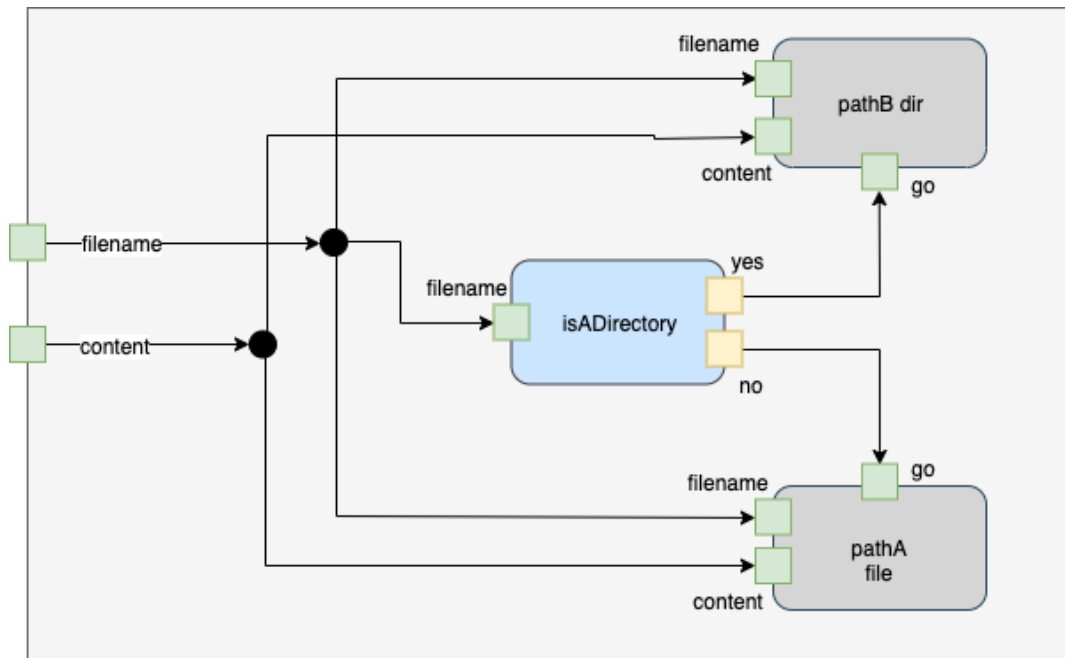 filename
pathB dir
content
go
filename
yes
filename
isADirectory
content
no
go
filename
pathA
file
content